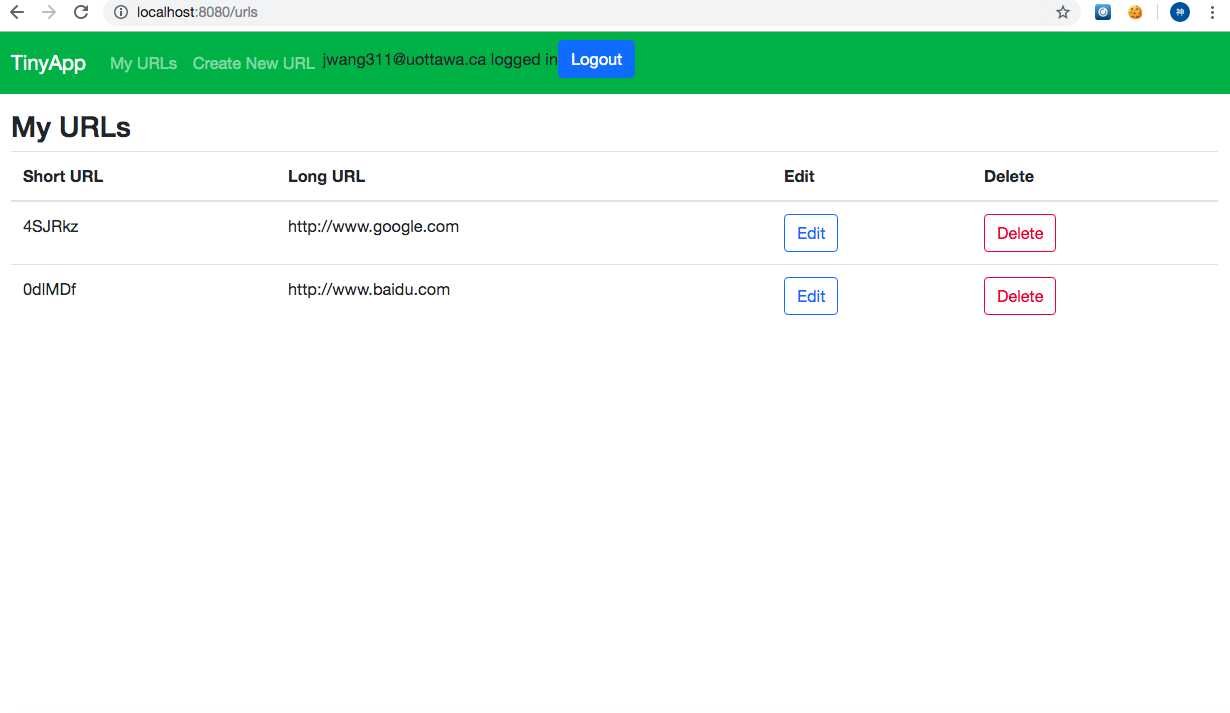 localhost:8080/urls
神
TinyApp My URLs Create New URL jwang311@uottawa.ca logged in Logout
My URLs
Short URL Long URL Edit Delete
4SJRkz http://www.google.com Edit Delete
0dlMDf http://www.baidu.com Edit Delete